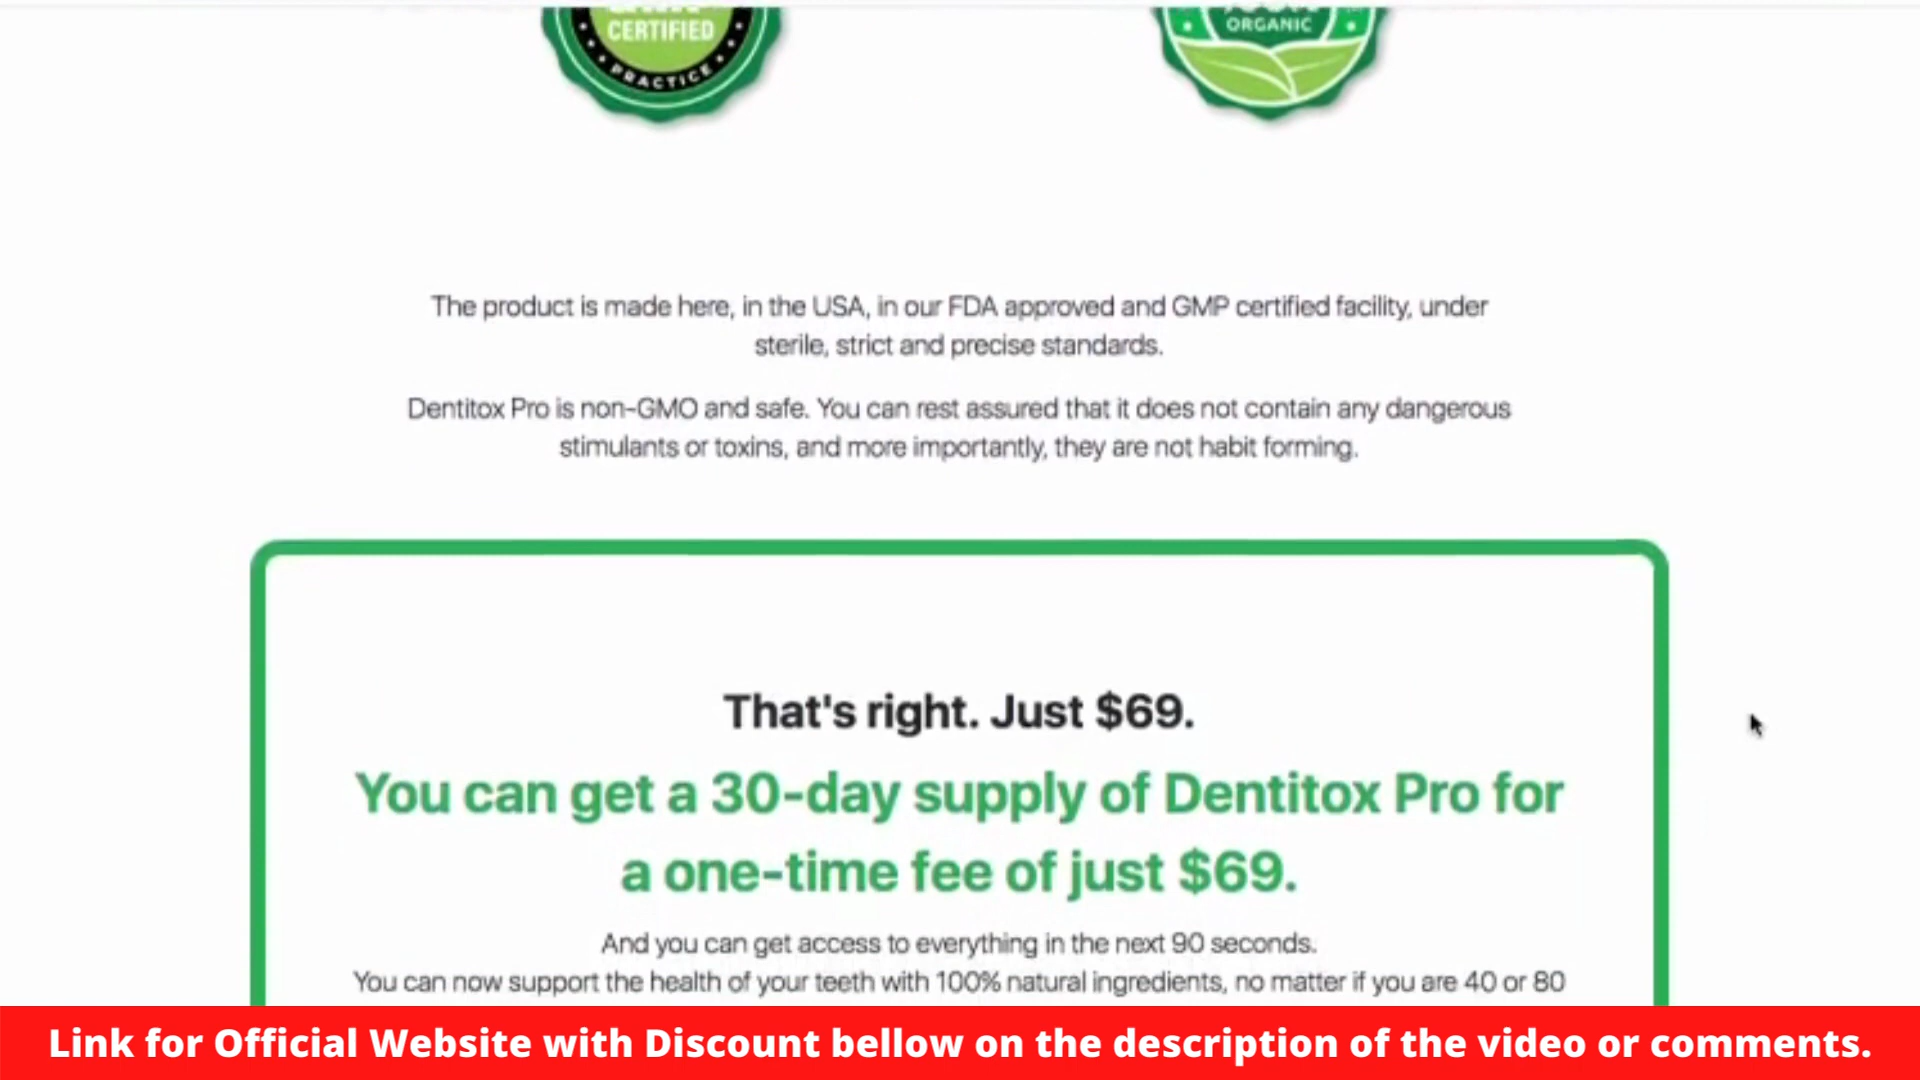 CERTIFIED
PRACTICE
ORGANIC
The product is made here, in the USA, in our FDA approved and GMP certified facility, under
sterile, strict and precise standards.
Dentitox Pro is non-GMO and safe. You can rest assured that it does not contain any dangerous
stimulants or toxins, and more importantly, they are not habit forming.
That's right. Just $69.
You can get a 30-day supply of Dentitox Pro for
a one-time fee of just $69.
And you can get access to everything in the next 90 seconds.
You can now support the health of your teeth with 100% natural ingredients, no matter if you are 40 or 80
Link for Official Website with Discount bellow on the description of the video or comments.